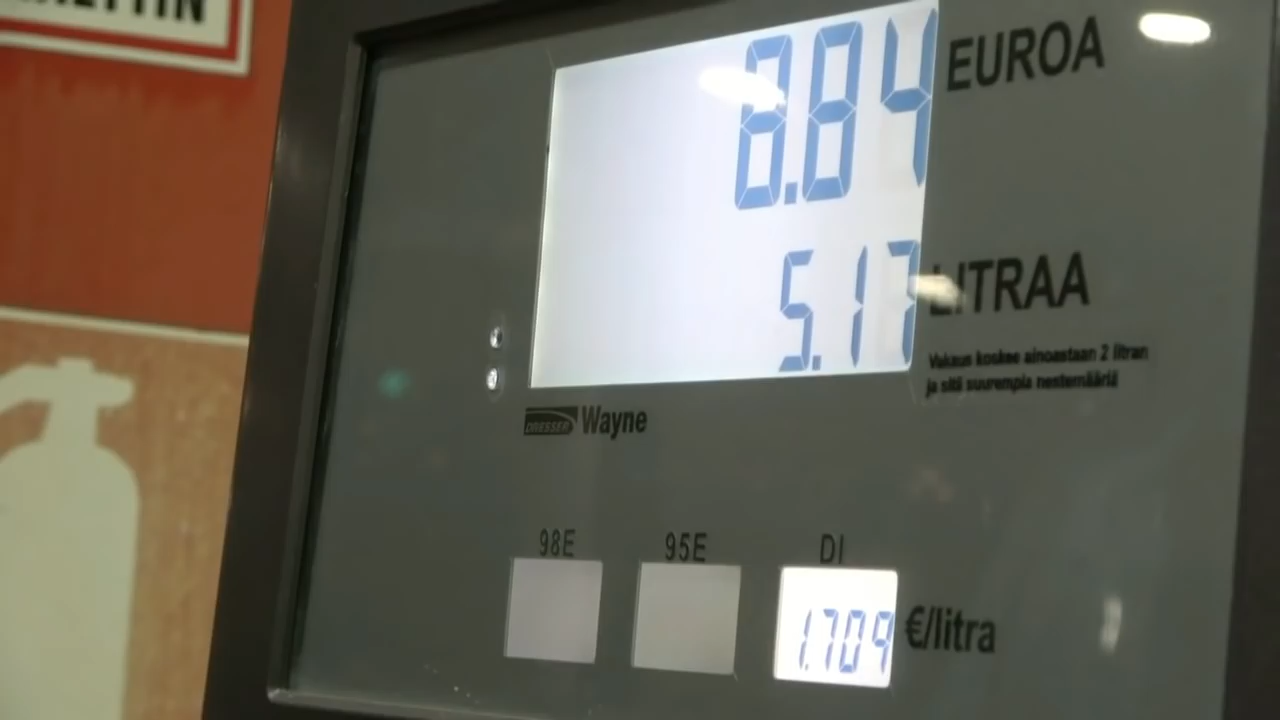 8.84 EUROA
5.17 LITRAA
Vakaus koskee ainoastaan 2 litran
ja sitä suurempia nestemääriä
DRESSER Wayne
98E 95E DI
1.709 €/litra